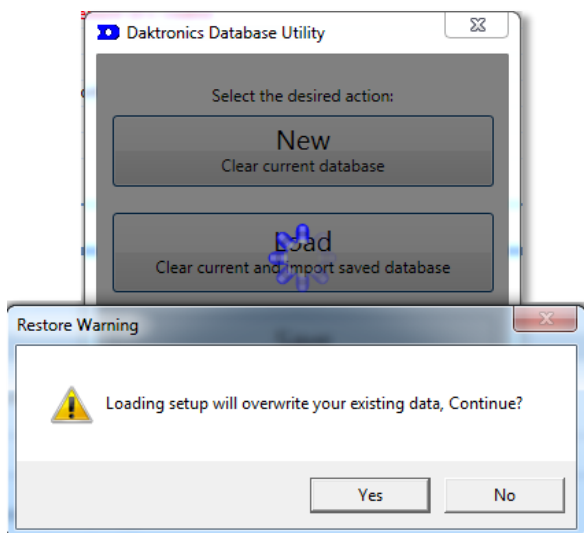 Daktronics Database Utility
Select the desired action:
New
Clear current database
Load
Clear current and import saved database
Restore Warning
Loading setup will overwrite your existing data, Continue?
Yes
No